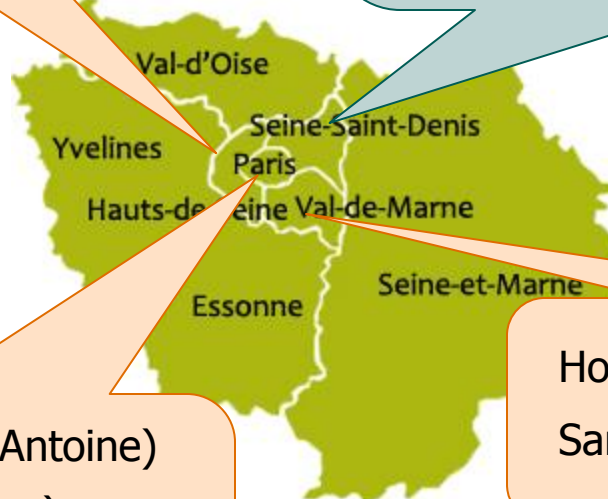 Val-d'Oise
Seine-Saint-Denis
Yvelines
Paris
Hauts-de-Seine Val-de-Marne
Seine-et-Marne
Essonne
Ho
Antoine)
Sa